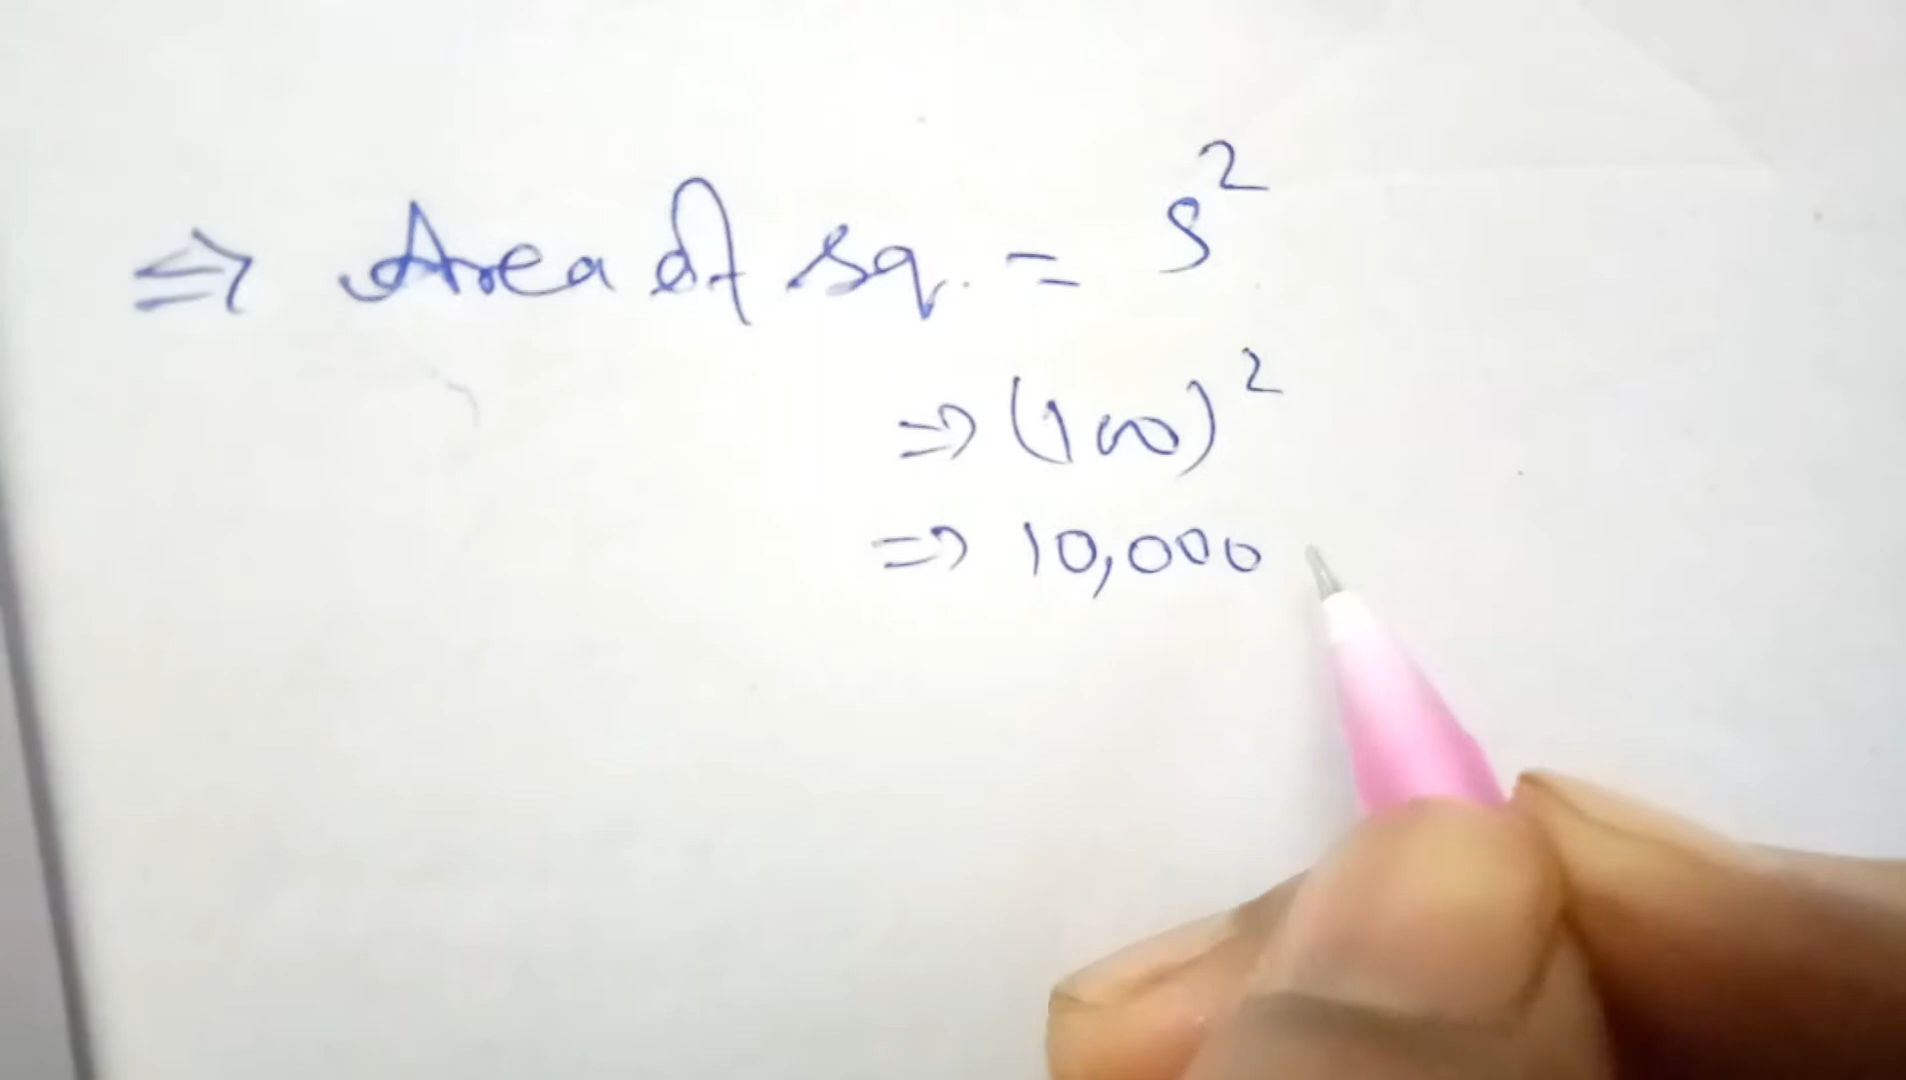 ⇒ Area of sq. = s²
⇒ (100)²
⇒ 10,000